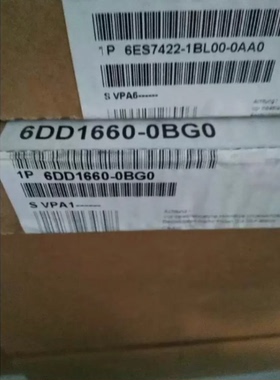 1P 6ES7422-1BL00-0AA0
S VPA6------
6DD1660-0BG0
1P 6DD1660-0BG0
S VPA1------